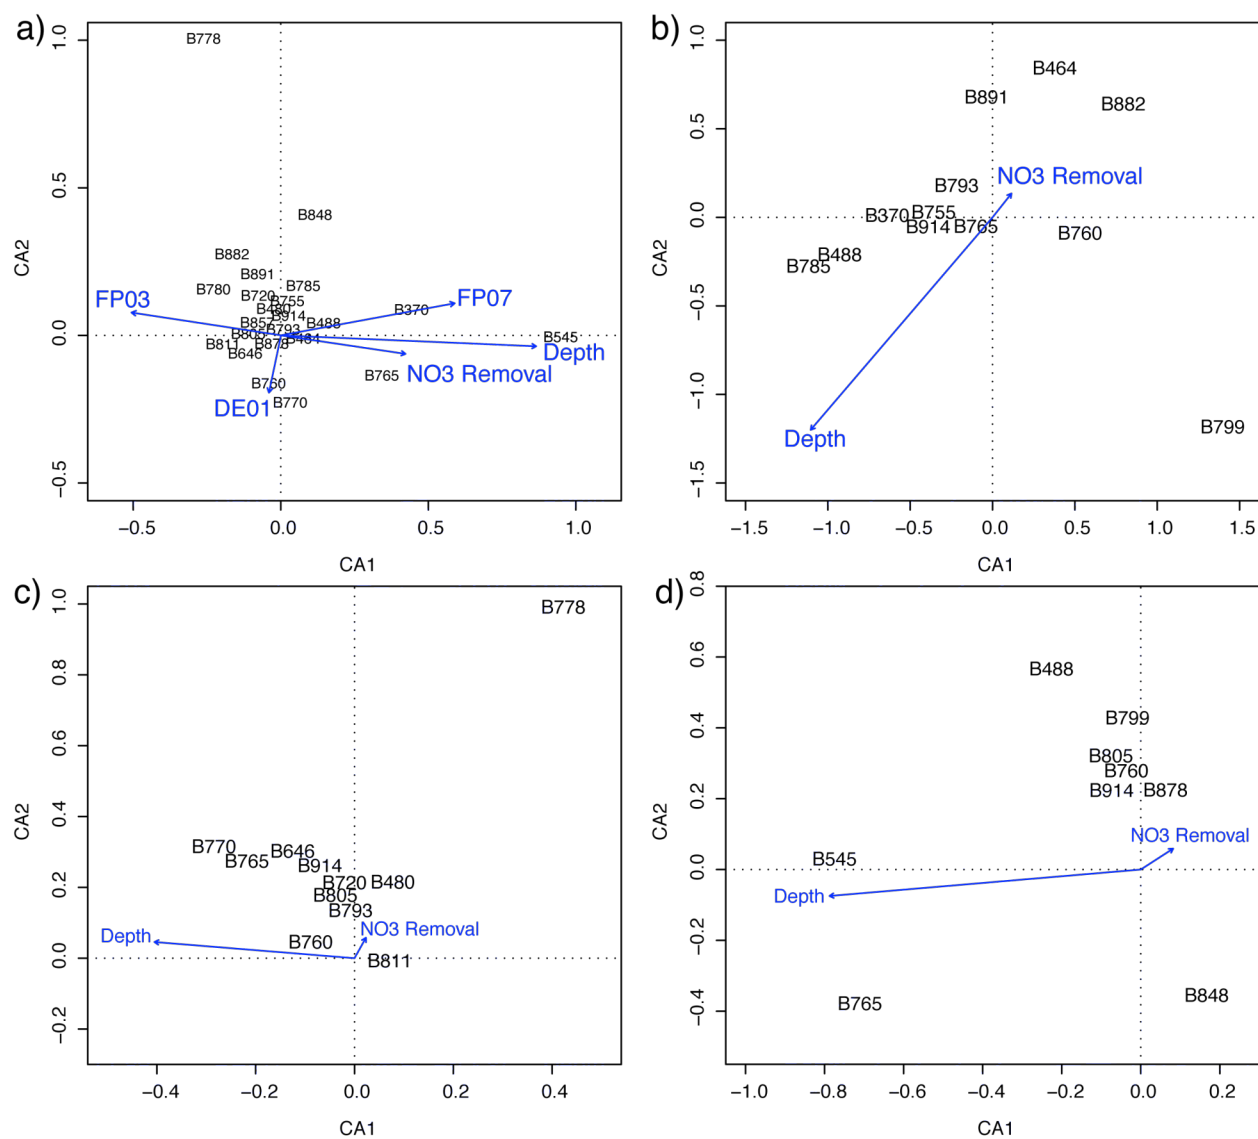 a)
1.0
0.5
0.0
−0.5
CA2
B778
B848
B882
B891
B780
B785
B720
B755
B480
B914
B370
B857
B488
B793
B805
B811
B878
B464
B545
B646
B765
B760
B770
FP03
FP07
Depth
NO3 Removal
DE01
−0.5
0.0
0.5
1.0
CA1
b)
1.0
0.5
0.0
−0.5
−1.0
−1.5
CA2
B464
B891
B882
NO3 Removal
B793
B370
B755
B914
B765
B760
B488
B785
Depth
B799
−1.5
−1.0
−0.5
0.0
0.5
1.0
1.5
CA1
c)
1.0
0.8
0.6
0.4
0.2
0.0
−0.2
CA2
B778
B770
B765
B646
B914
B720
B480
B805
B793
NO3 Removal
Depth
B760
B811
−0.4
−0.2
0.0
0.2
0.4
CA1
d)
0.8
0.6
0.4
0.2
0.0
−0.2
−0.4
CA2
B488
B799
B805
B760
B914
B878
NO3 Removal
B545
Depth
B765
B848
−1.0
−0.8
−0.6
−0.4
−0.2
0.0
0.2
CA1